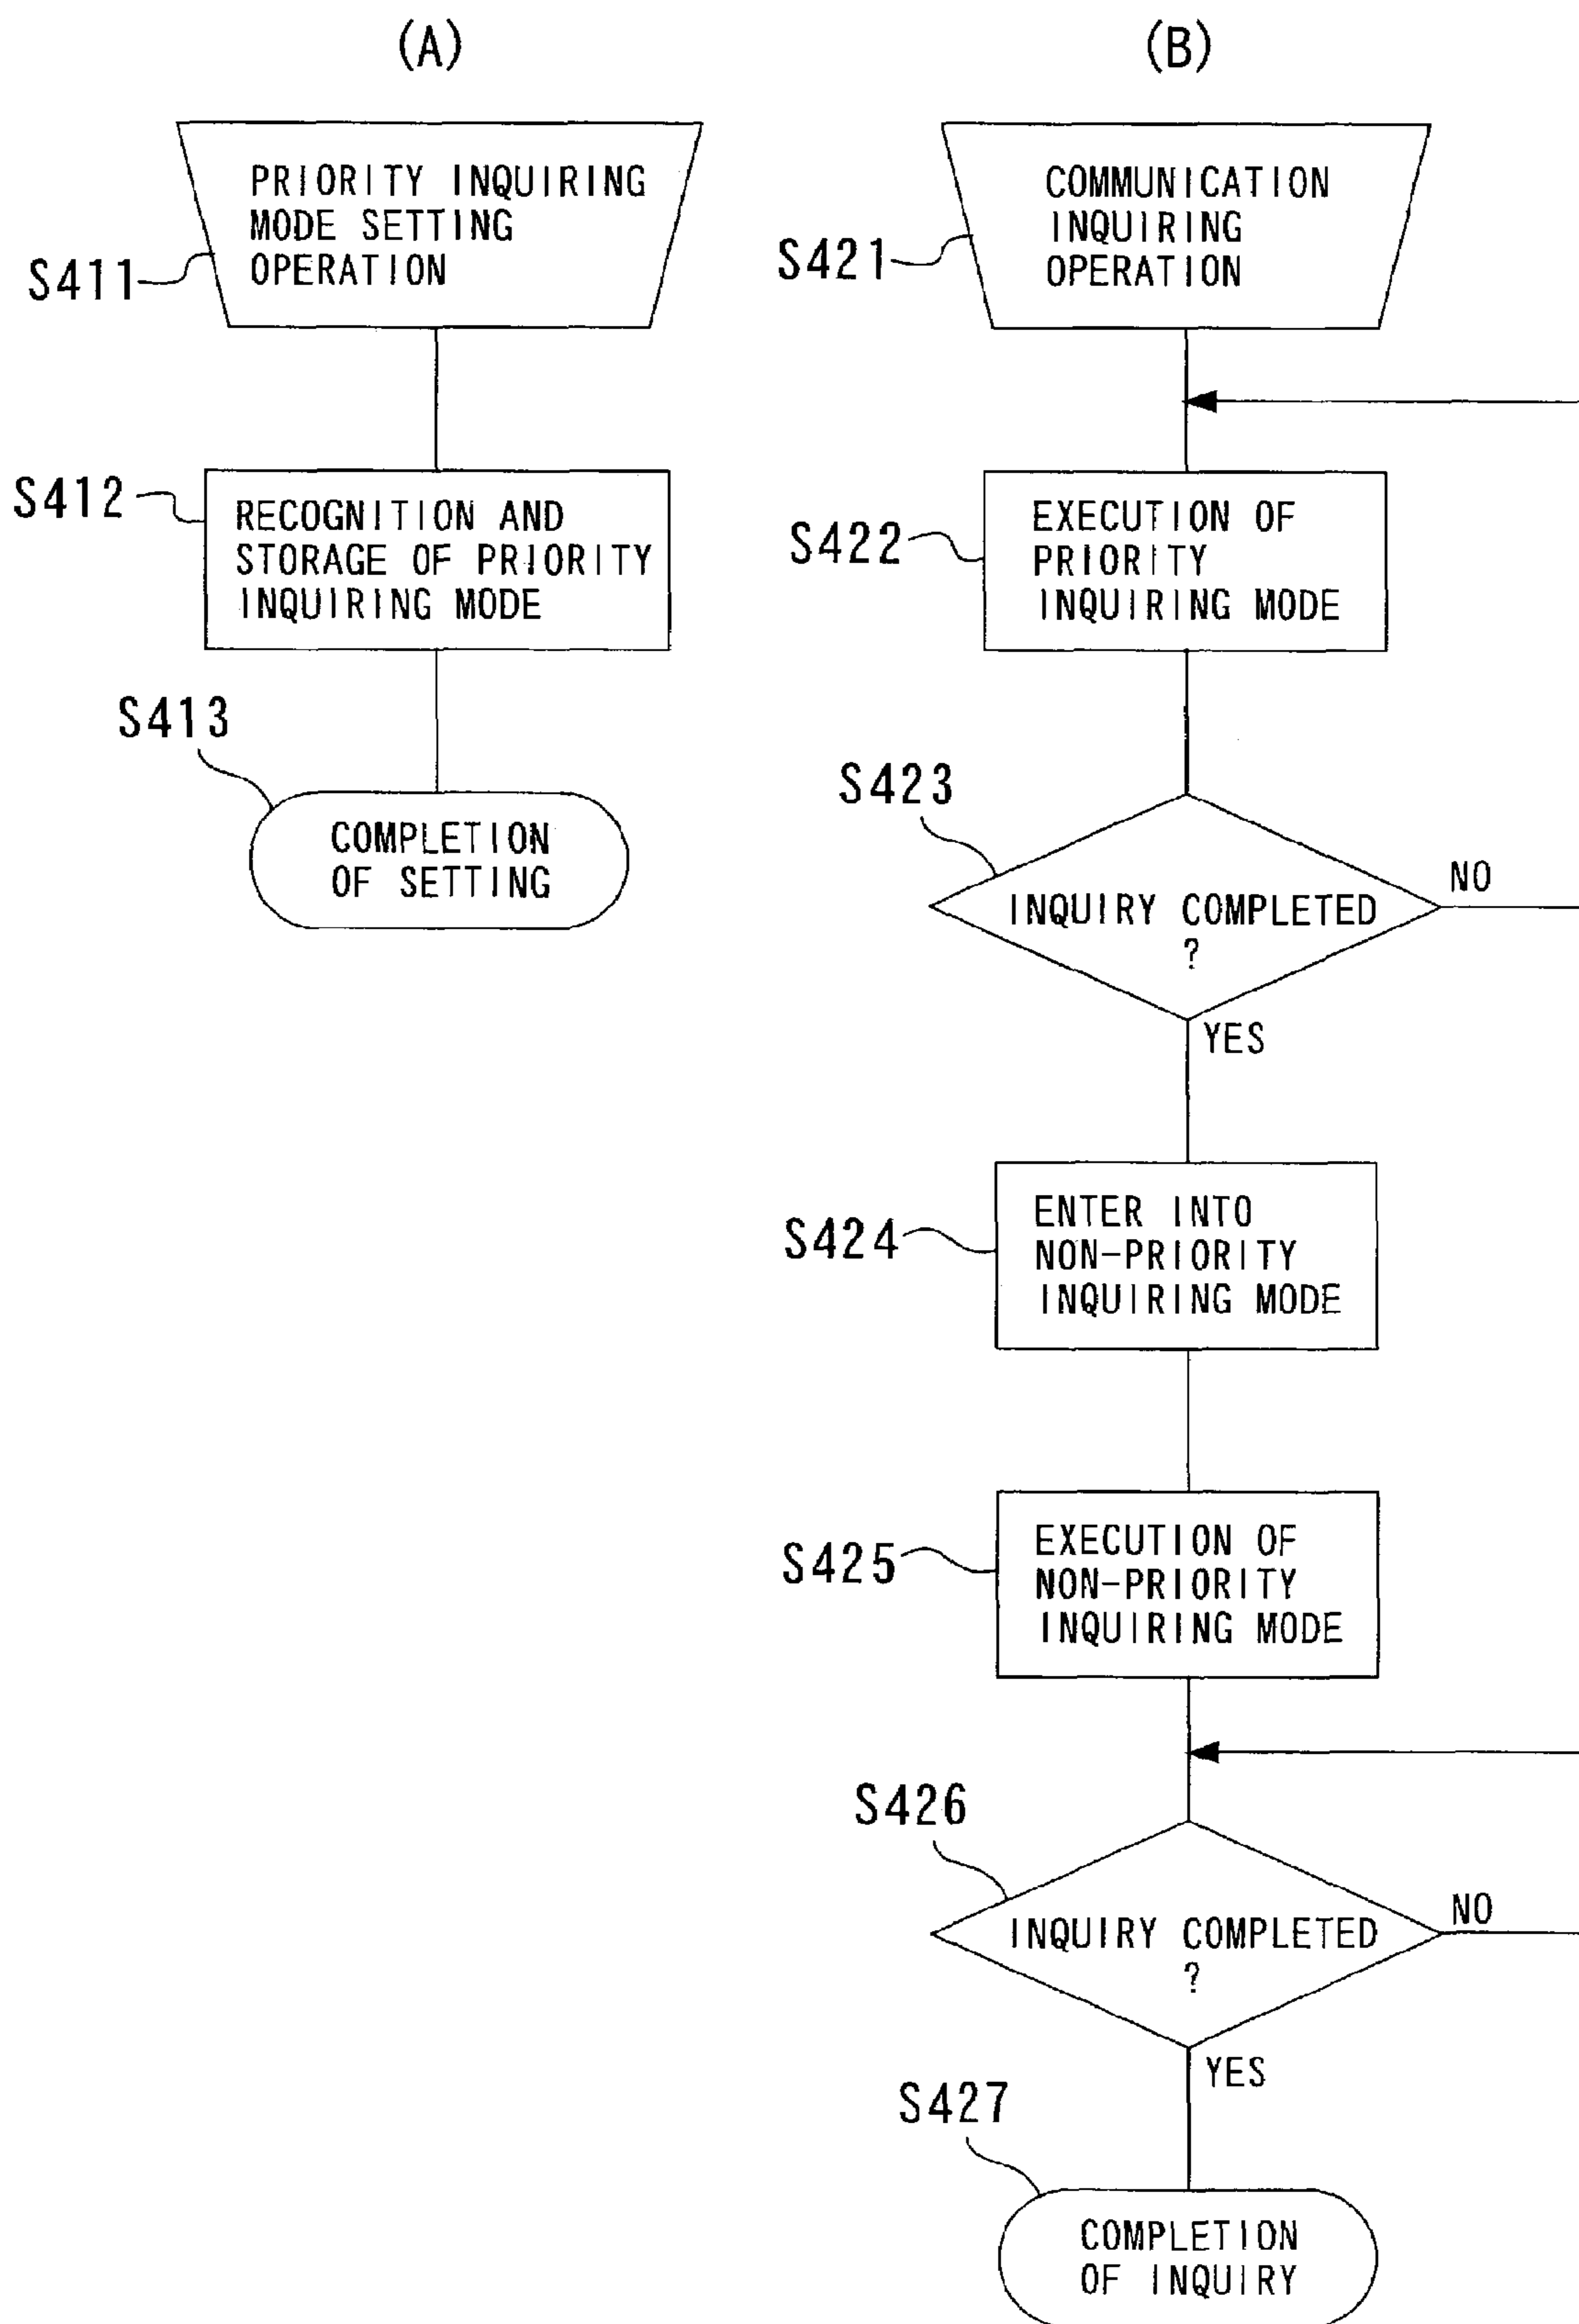 (A)
PRIORITY INQUIRING
MODE SETTING
OPERATION
S411
S412
RECOGNITION AND
STORAGE OF PRIORITY
INQUIRING MODE
S413
COMPLETION
OF SETTING
(B)
COMMUNICATION
INQUIRING
OPERATION
S421
EXECUTION OF
PRIORITY
INQUIRING MODE
S422
S423
INQUIRY COMPLETED
?
NO
YES
S424
ENTER INTO
NON-PRIORITY
INQUIRING MODE
S425
EXECUTION OF
NON-PRIORITY
INQUIRING MODE
S426
INQUIRY COMPLETED
?
NO
YES
S427
COMPLETION
OF INQUIRY